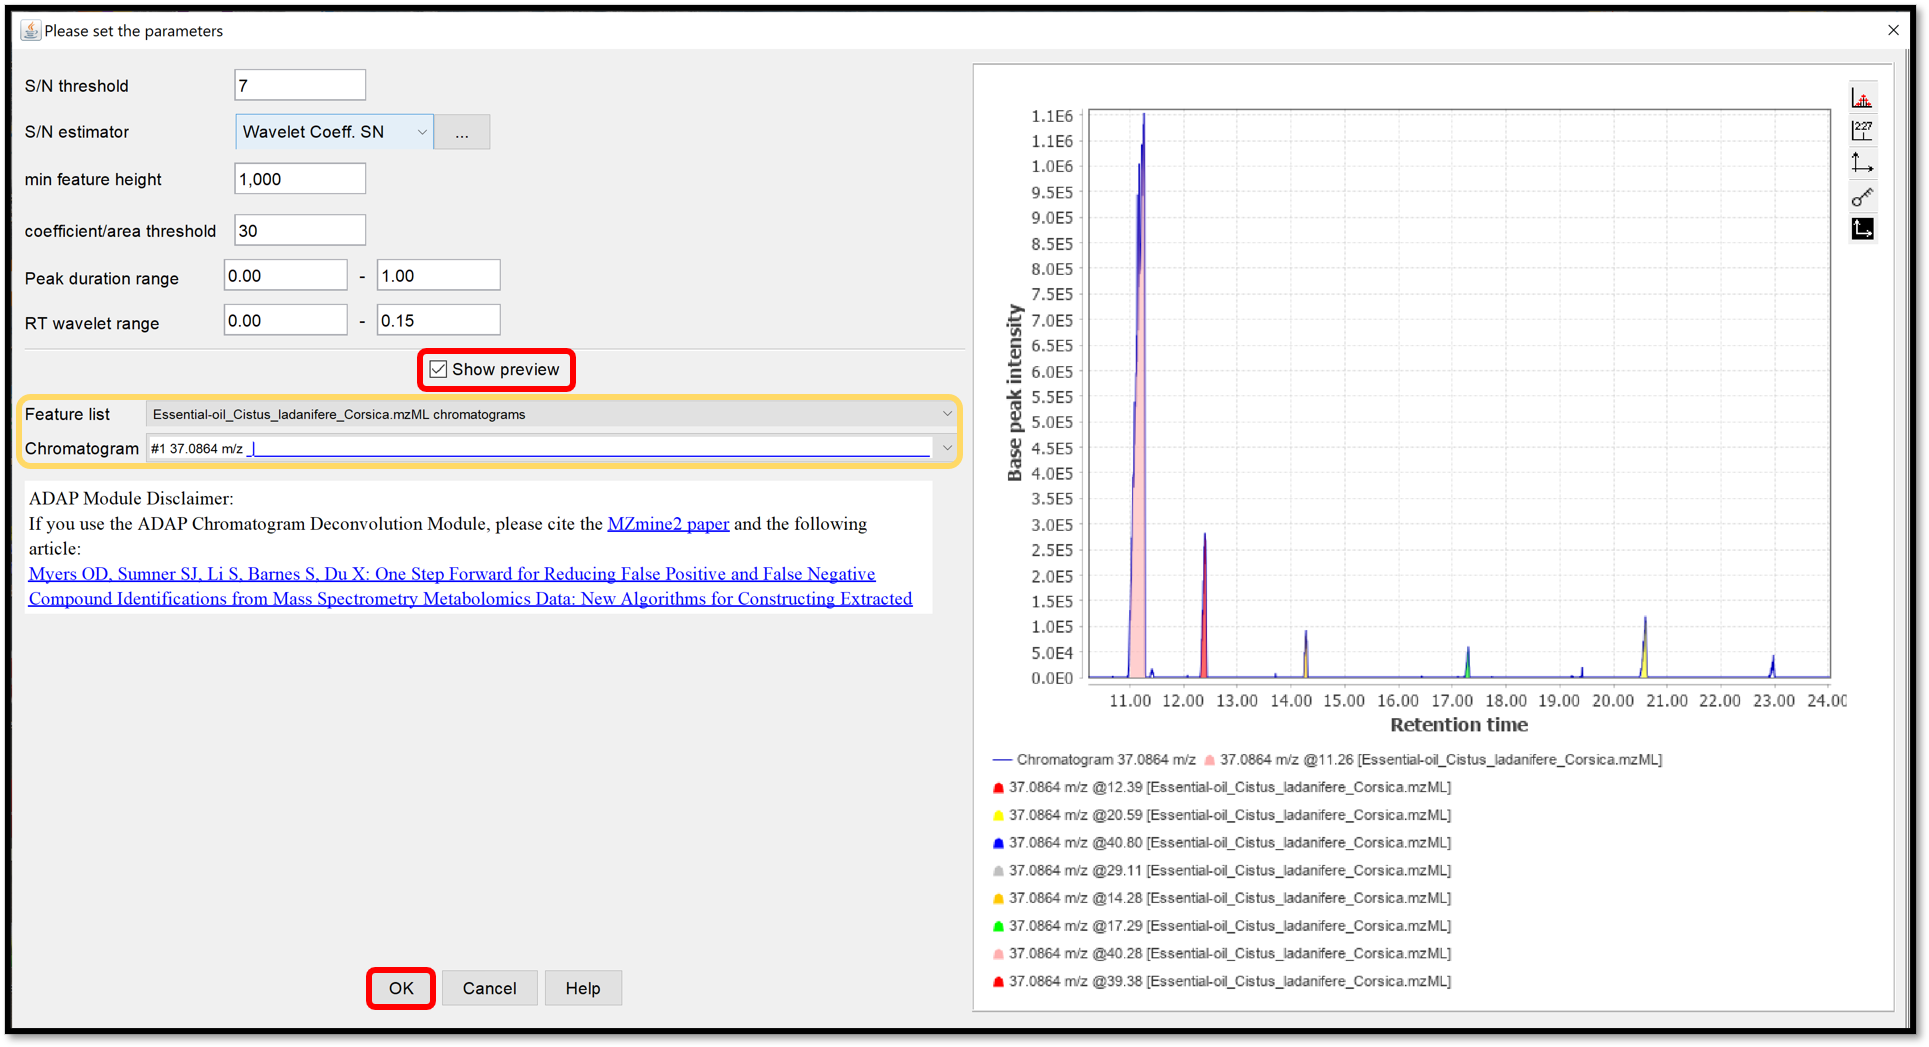 Please set the parameters
S/N threshold 7
S/N estimator Wavelet Coeff. SN ...
min feature height 1,000
coefficient/area threshold 30
Peak duration range 0.00 - 1.00
RT wavelet range 0.00 - 0.15
Show preview
Feature list Essential-oil_Cistus_ladanifere_Corsica.mzML chromatograms
Chromatogram #1 37.0864 m/z
ADAP Module Disclaimer:
If you use the ADAP Chromatogram Deconvolution Module, please cite the MZmine2 paper and the following
article:
Myers OD, Sumner SJ, Li S, Barnes S, Du X: One Step Forward for Reducing False Positive and False Negative
Compound Identifications from Mass Spectrometry Metabolomics Data: New Algorithms for Constructing Extracted
OK Cancel Help
Base peak intensity
1.1E6
1.1E6
1.0E6
9.5E5
9.0E5
8.5E5
8.0E5
7.5E5
7.0E5
6.5E5
6.0E5
5.5E5
5.0E5
4.5E5
4.0E5
3.5E5
3.0E5
2.5E5
2.0E5
1.5E5
1.0E5
5.0E4
0.0E0
11.00 12.00 13.00 14.00 15.00 16.00 17.00 18.00 19.00 20.00 21.00 22.00 23.00 24.00
Retention time
227
Chromatogram 37.0864 m/z 37.0864 m/z @11.26 [Essential-oil_Cistus_ladanifere_Corsica.mzML]
37.0864 m/z @12.39 [Essential-oil_Cistus_ladanifere_Corsica.mzML]
37.0864 m/z @20.59 [Essential-oil_Cistus_ladanifere_Corsica.mzML]
37.0864 m/z @40.80 [Essential-oil_Cistus_ladanifere_Corsica.mzML]
37.0864 m/z @29.11 [Essential-oil_Cistus_ladanifere_Corsica.mzML]
37.0864 m/z @14.28 [Essential-oil_Cistus_ladanifere_Corsica.mzML]
37.0864 m/z @17.29 [Essential-oil_Cistus_ladanifere_Corsica.mzML]
37.0864 m/z @40.28 [Essential-oil_Cistus_ladanifere_Corsica.mzML]
37.0864 m/z @39.38 [Essential-oil_Cistus_ladanifere_Corsica.mzML]